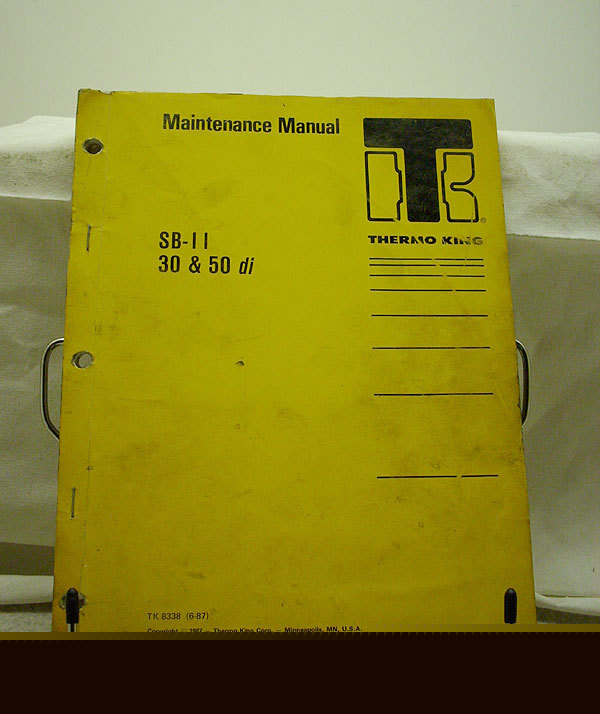 Maintenance Manual
TK
®
THERMO KING
SB-II
30 & 50 di
TK 8338 (6-87)
Copyright © 1987 Thermo King Corp. – Minneapolis, MN, U.S.A.